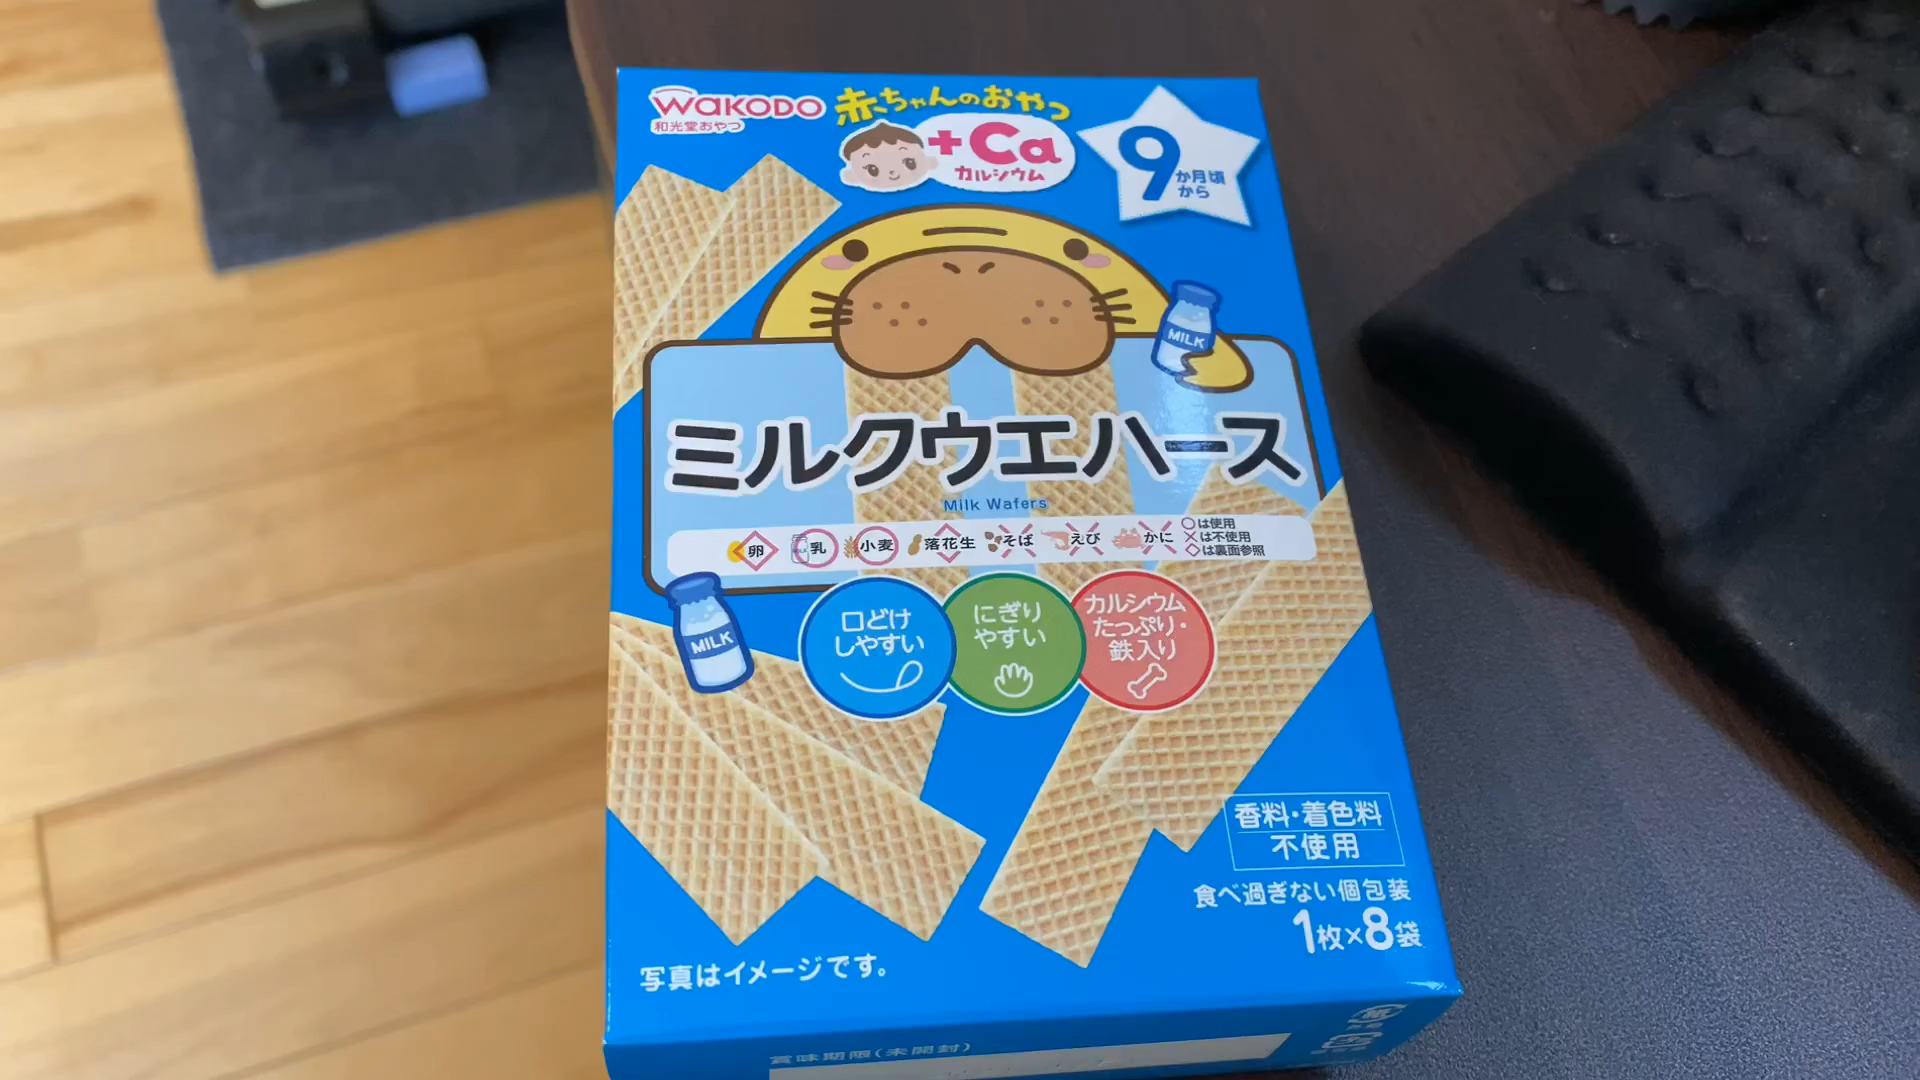 WAKODO
和光堂おやつ
赤ちゃんのおやつ
+Ca
カルシウム
9
か月頃
から
MILK
ミルクウエハース
Milk Wafers
卵 乳 小麦 落花生 そば えび かに
○は使用
×は不使用
◇は裏面参照
MILK
口どけ
しやすい
にぎり
やすい
カルシウム
たっぷり・
鉄入り
香料・着色料
不使用
食べ過ぎない個包装
1枚×8袋
写真はイメージです。
賞味期限(未開封)